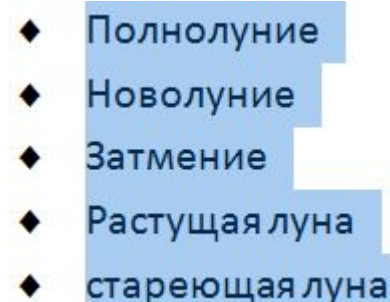 ♦ Полнолуние
♦ Новолуние
♦ Затмение
♦ Растущая луна
♦ стареющая луна